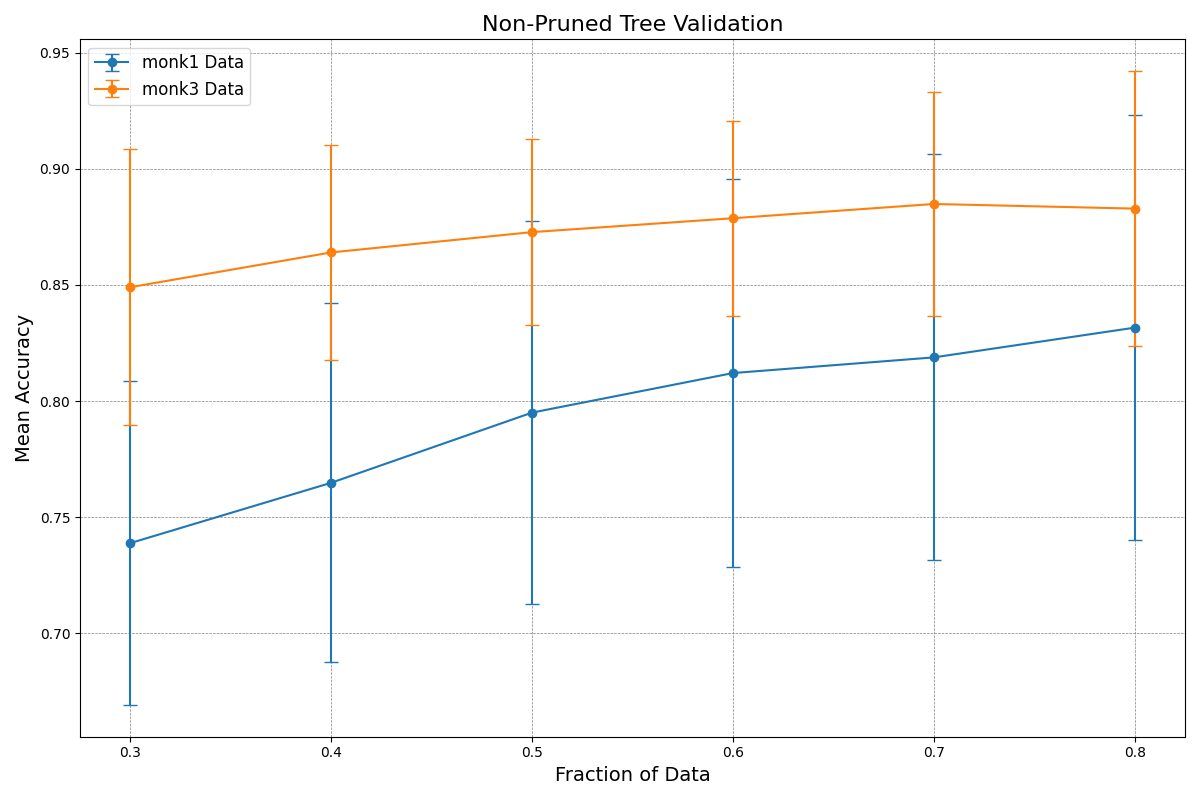 Non-Pruned Tree Validation
monk1 Data
monk3 Data
Mean Accuracy
0.95
0.90
0.85
0.80
0.75
0.70
0.3 0.4 0.5 0.6 0.7 0.8
Fraction of Data